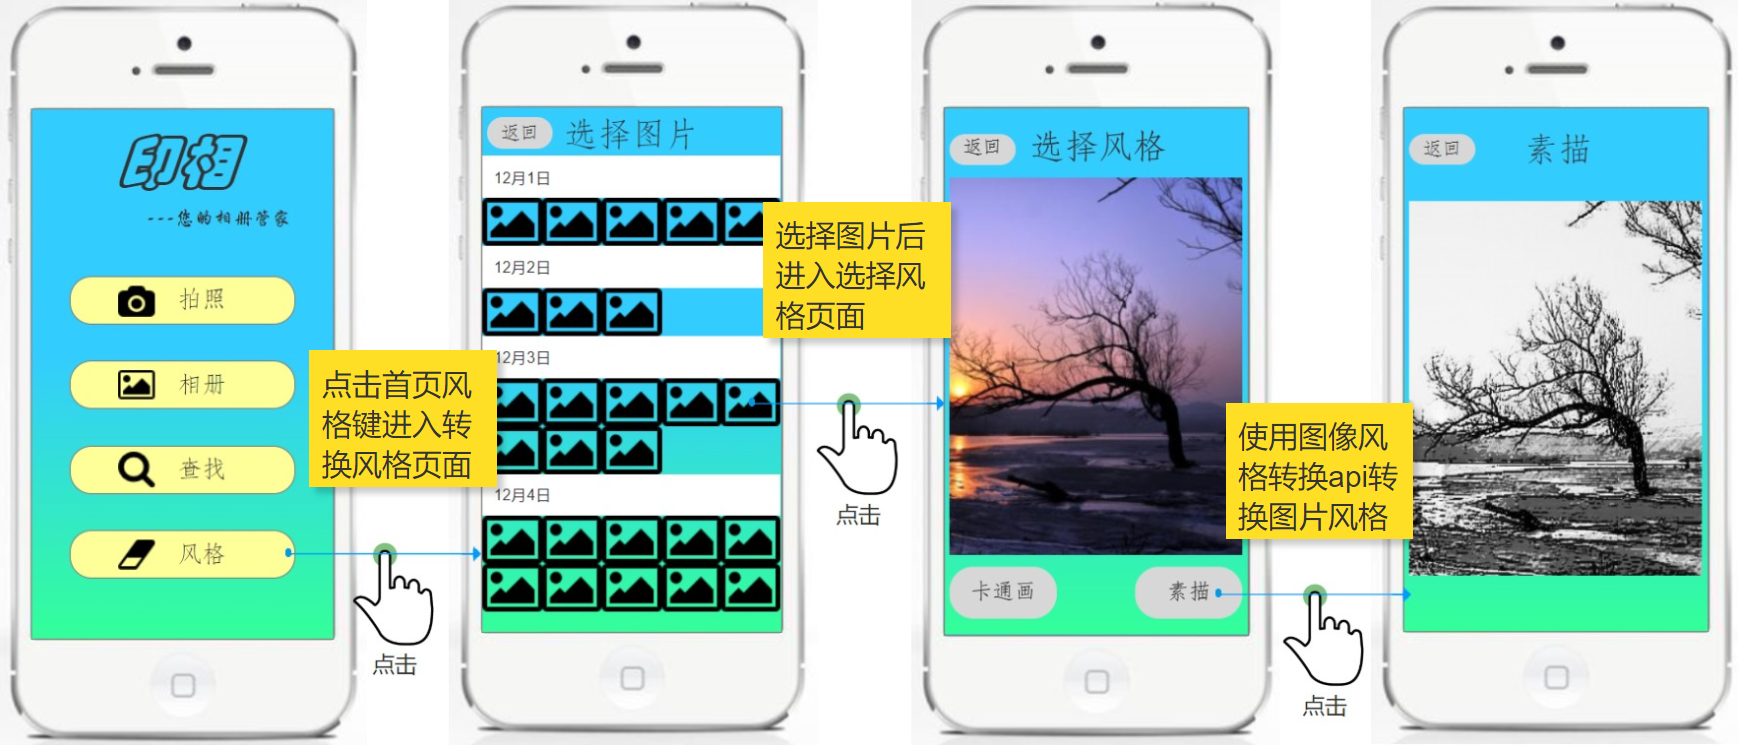 印相
---您的相册管家
拍照
相册
查找
风格
点击首页风
格键进入转
换风格页面
点击
返回 选择图片
12月1日
12月2日
12月3日
12月4日
选择图片后
进入选择风
格页面
点击
返回 选择风格
卡通画 素描
使用图像风
格转换api转
换图片风格
点击
返回 素描